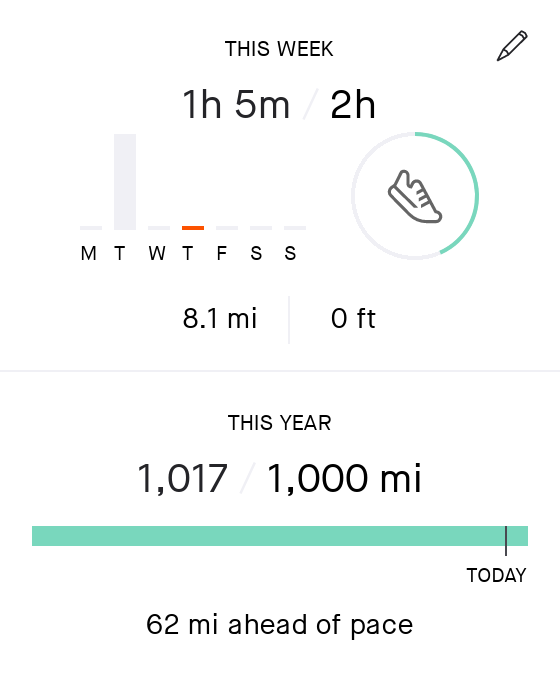 THIS WEEK
1h 5m / 2h
M T W T F S S
8.1 mi | 0 ft
THIS YEAR
1,017 / 1,000 mi
TODAY
62 mi ahead of pace